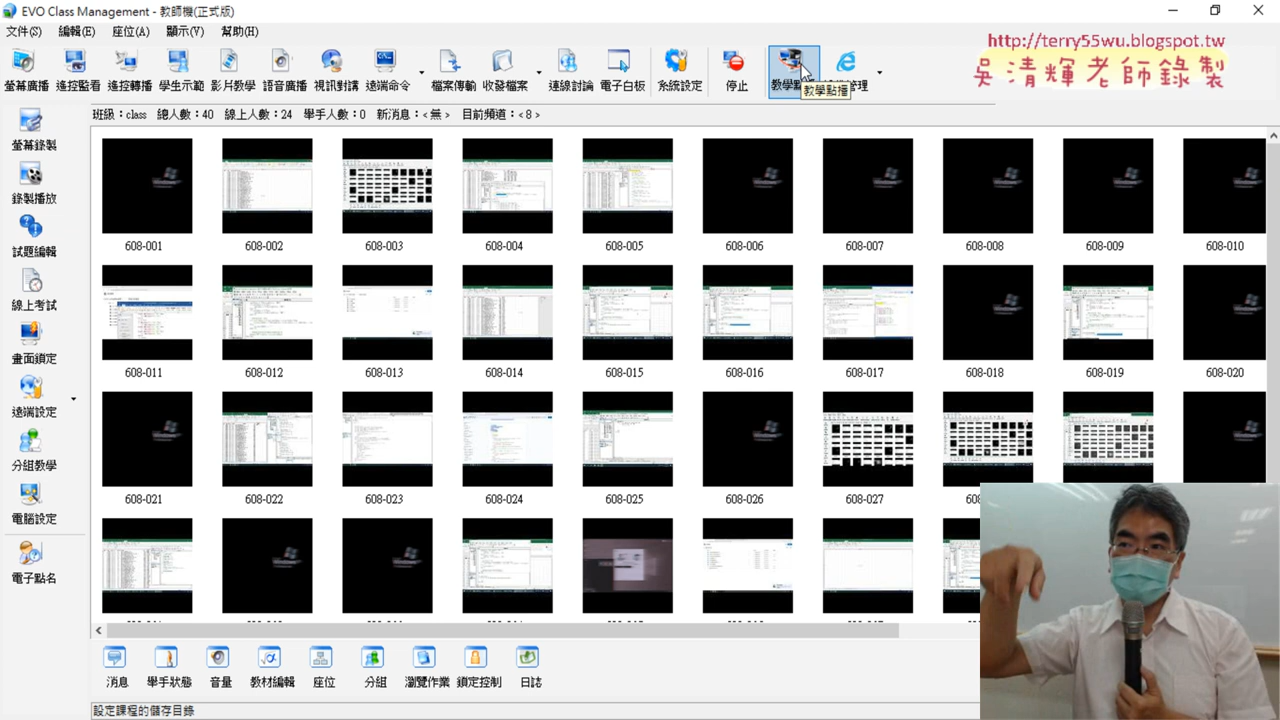 EVO Class Management - 教師機(正式版)
文件(S) 編輯(E) 座位(A) 顯示(V) 幫助(H)
http://terry55wu.blogspot.tw
吳清輝老師錄製
螢幕廣播 遠控監看 遠控轉播 學生示範 影片教學 語音廣播 視訊對講 遠端命令 檔案傳輸 收發檔案 連線討論 電子白板 系統設定 停止
教學點播
班級：class 總人數：40 線上人數：24 舉手人數：0 新消息：<無> 目前頻道：<8>
螢幕錄製
錄製播放
試題編輯
線上考試
畫面鎖定
遠端設定
分組教學
電腦設定
電子點名
608-001 608-002 608-003 608-004 608-005 608-006 608-007 608-008 608-009 608-010
608-011 608-012 608-013 608-014 608-015 608-016 608-017 608-018 608-019 608-020
608-021 608-022 608-023 608-024 608-025 608-026 608-027
消息 舉手狀態 音量 教材編輯 座位 分組 瀏覽作業 鎖定控制 日誌
設定課程的儲存目錄